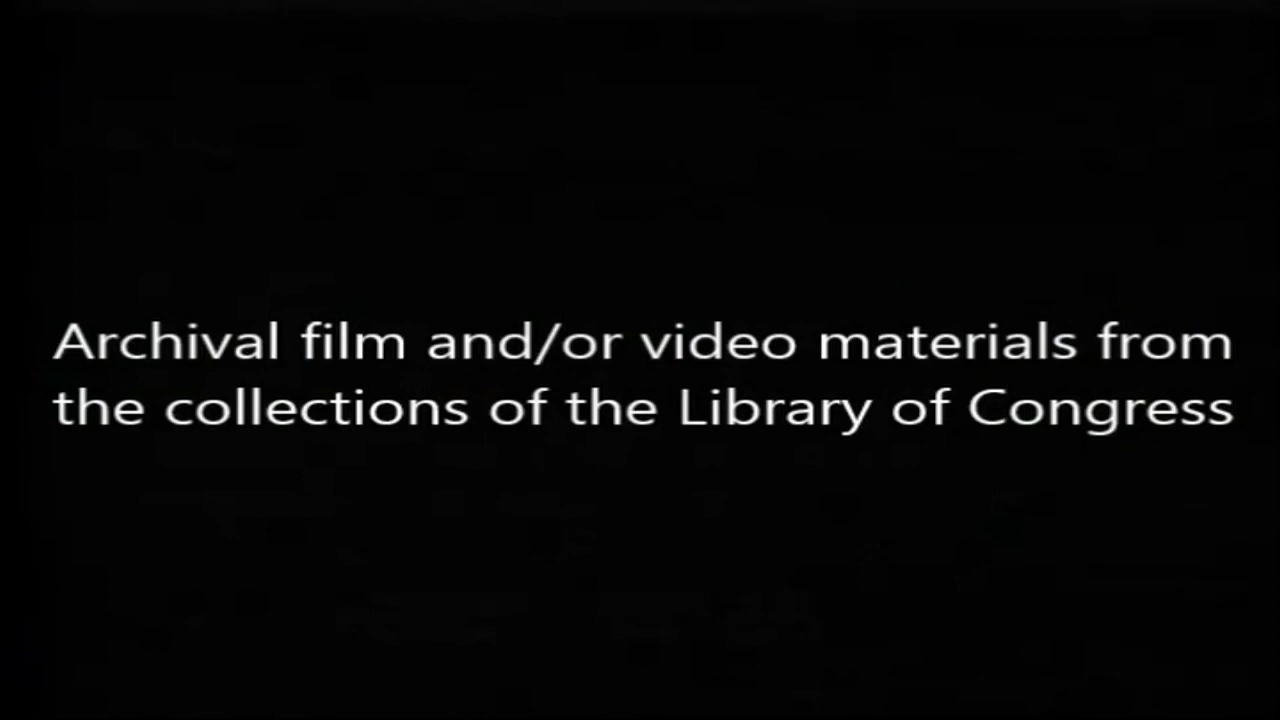 Archival film and/or video materials from
the collections of the Library of Congress